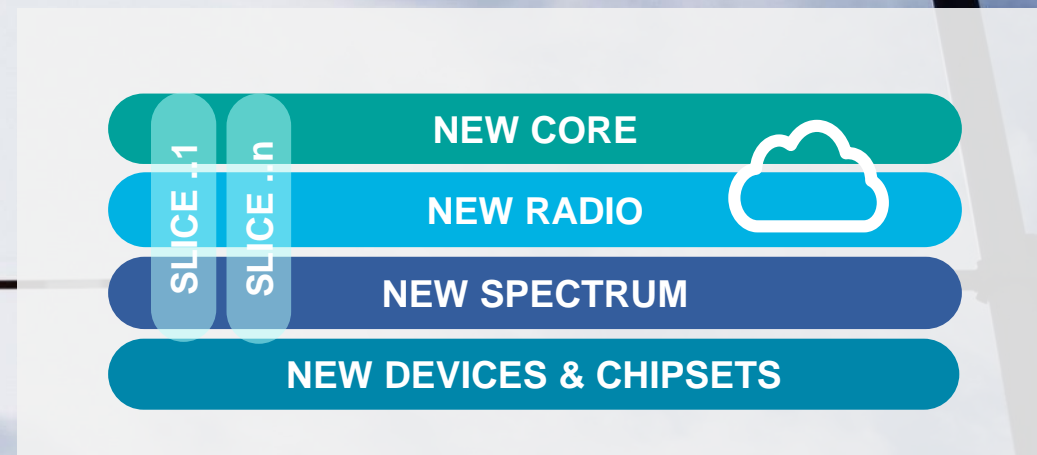 NEW CORE
NEW RADIO
NEW SPECTRUM
NEW DEVICES & CHIPSETS
SLICE ..1
SLICE ..n